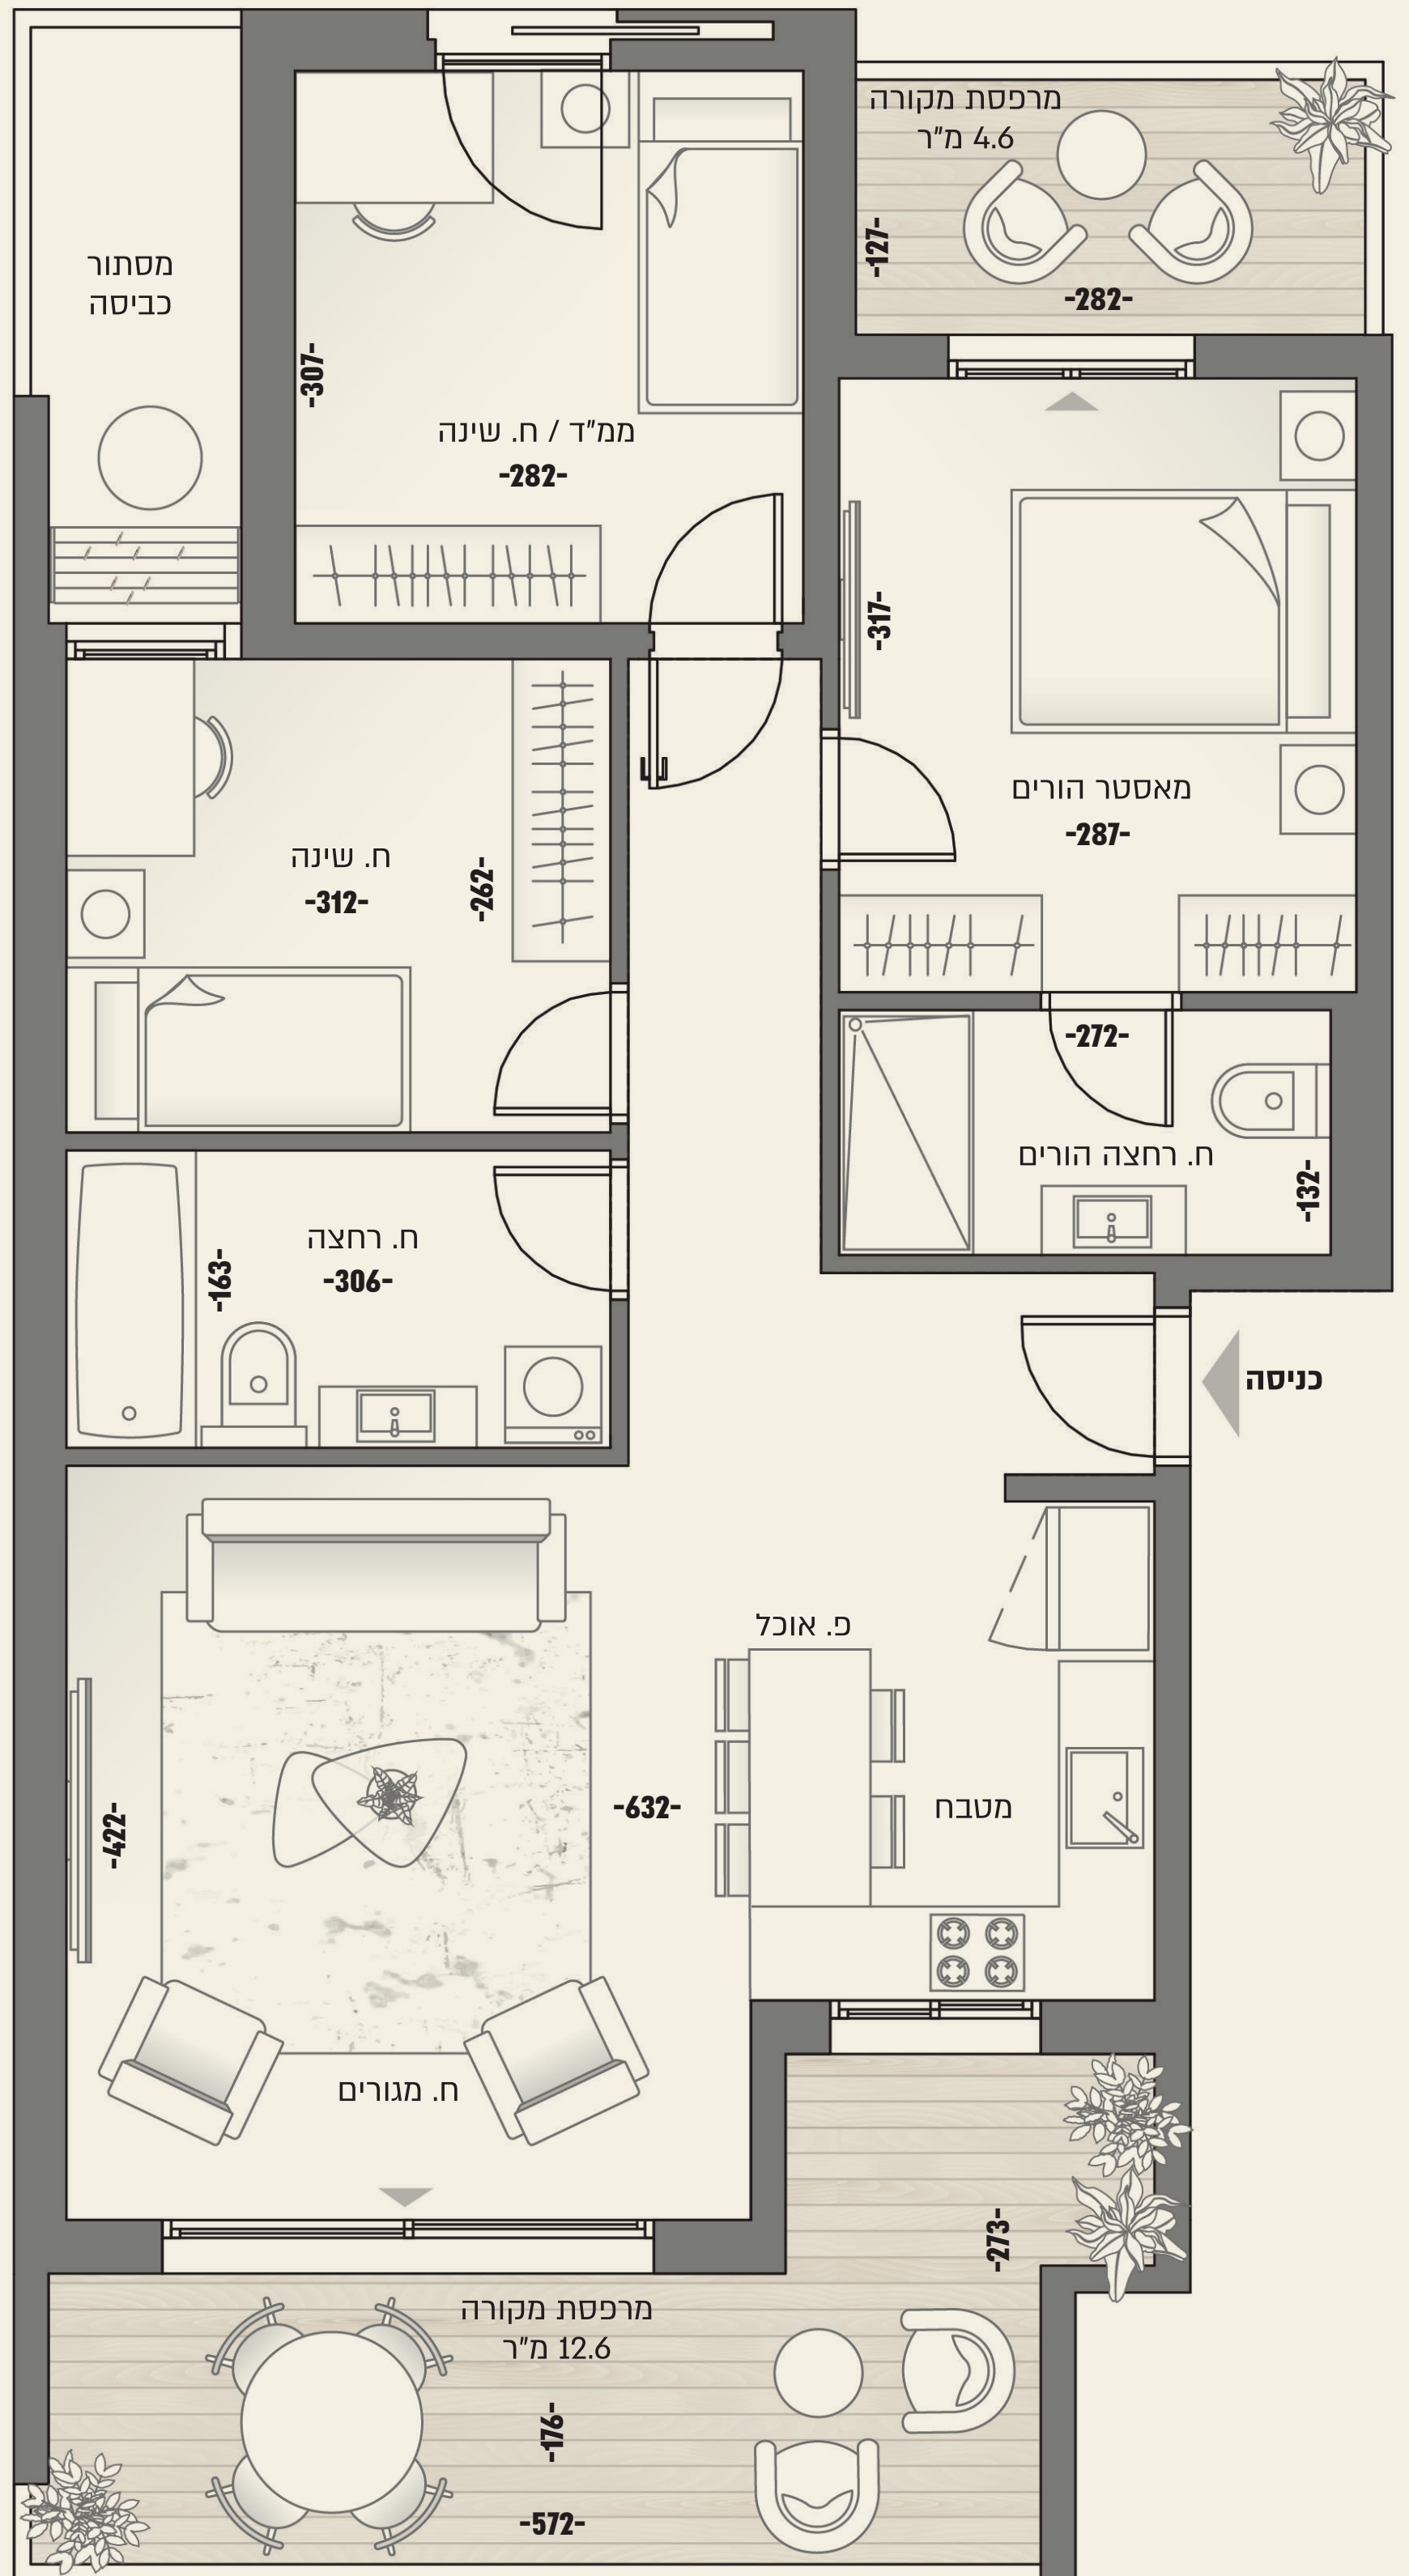 מרפסת מקורה
4.6 מ"ר
-127-
-282-
מסתור
כביסה
-307-
ממ"ד / ח. שינה
-282-
-317-
מאסטר הורים
-287-
ח. שינה
-312-
-262-
-272-
ח. רחצה הורים
-132-
ח. רחצה
-306-
-163-
כניסה
פ. אוכל
-632-
מטבח
-422-
ח. מגורים
-273-
מרפסת מקורה
12.6 מ"ר
-176-
-572-